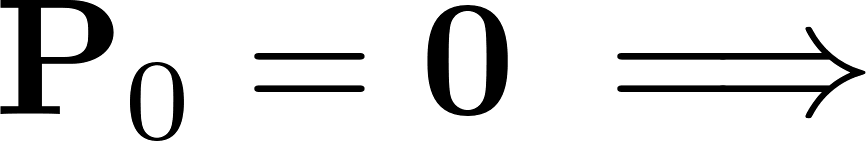 𝐏₀ = 𝟎 ⟹